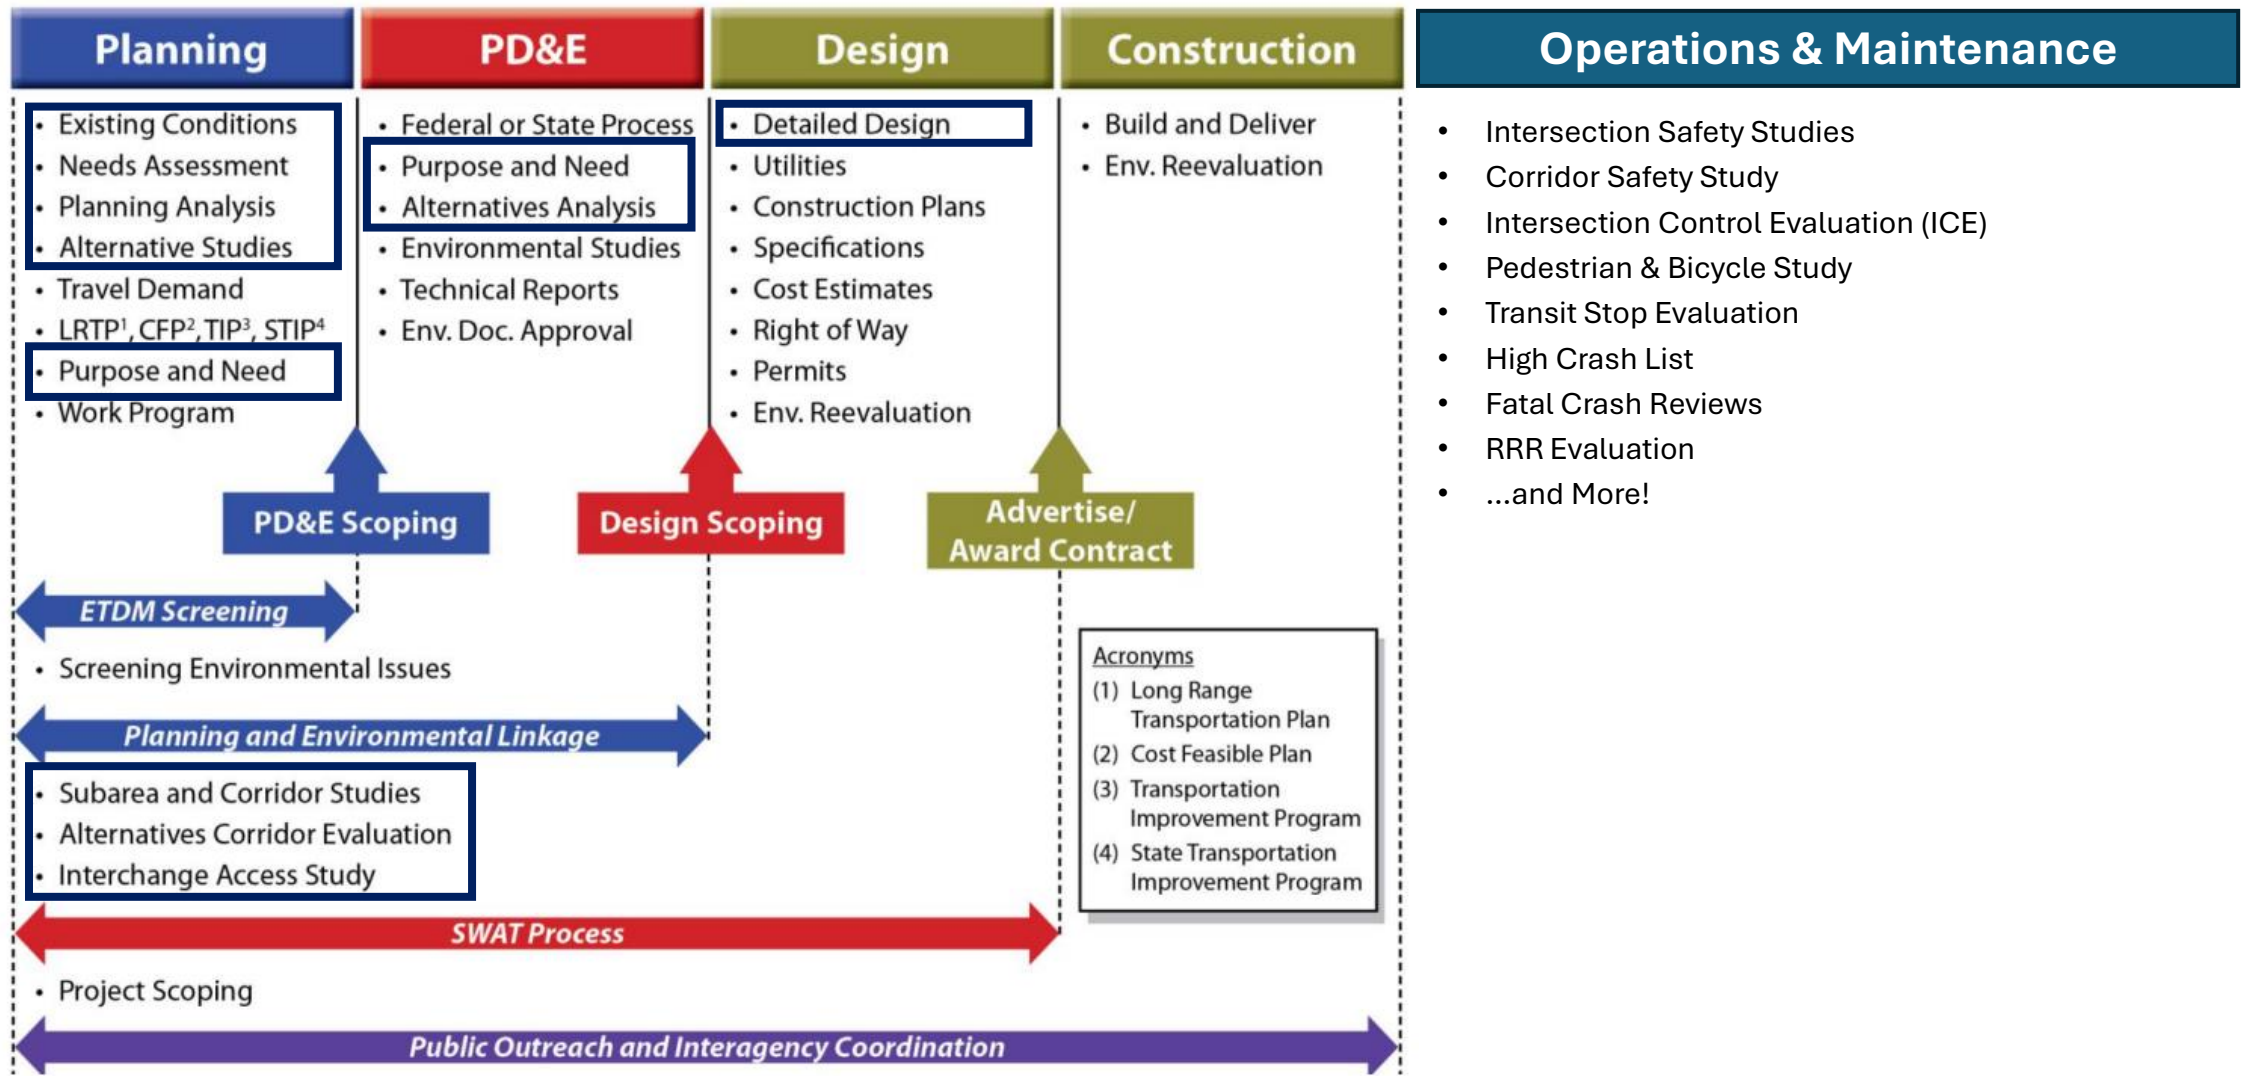 Planning
PD&E
Design
Construction
Operations & Maintenance
• Existing Conditions
• Needs Assessment
• Planning Analysis
• Alternative Studies
• Travel Demand
• LRTP¹, CFP², TIP³, STIP⁴
• Purpose and Need
• Work Program
• Federal or State Process
• Purpose and Need
• Alternatives Analysis
• Environmental Studies
• Technical Reports
• Env. Doc. Approval
• Detailed Design
• Utilities
• Construction Plans
• Specifications
• Cost Estimates
• Right of Way
• Permits
• Env. Reevaluation
• Build and Deliver
• Env. Reevaluation
• Intersection Safety Studies
• Corridor Safety Study
• Intersection Control Evaluation (ICE)
• Pedestrian & Bicycle Study
• Transit Stop Evaluation
• High Crash List
• Fatal Crash Reviews
• RRR Evaluation
• ...and More!
PD&E Scoping
Design Scoping
Advertise/
Award Contract
ETDM Screening
• Screening Environmental Issues
Planning and Environmental Linkage
• Subarea and Corridor Studies
• Alternatives Corridor Evaluation
• Interchange Access Study
SWAT Process
• Project Scoping
Public Outreach and Interagency Coordination
Acronyms
(1) Long Range
Transportation Plan
(2) Cost Feasible Plan
(3) Transportation
Improvement Program
(4) State Transportation
Improvement Program